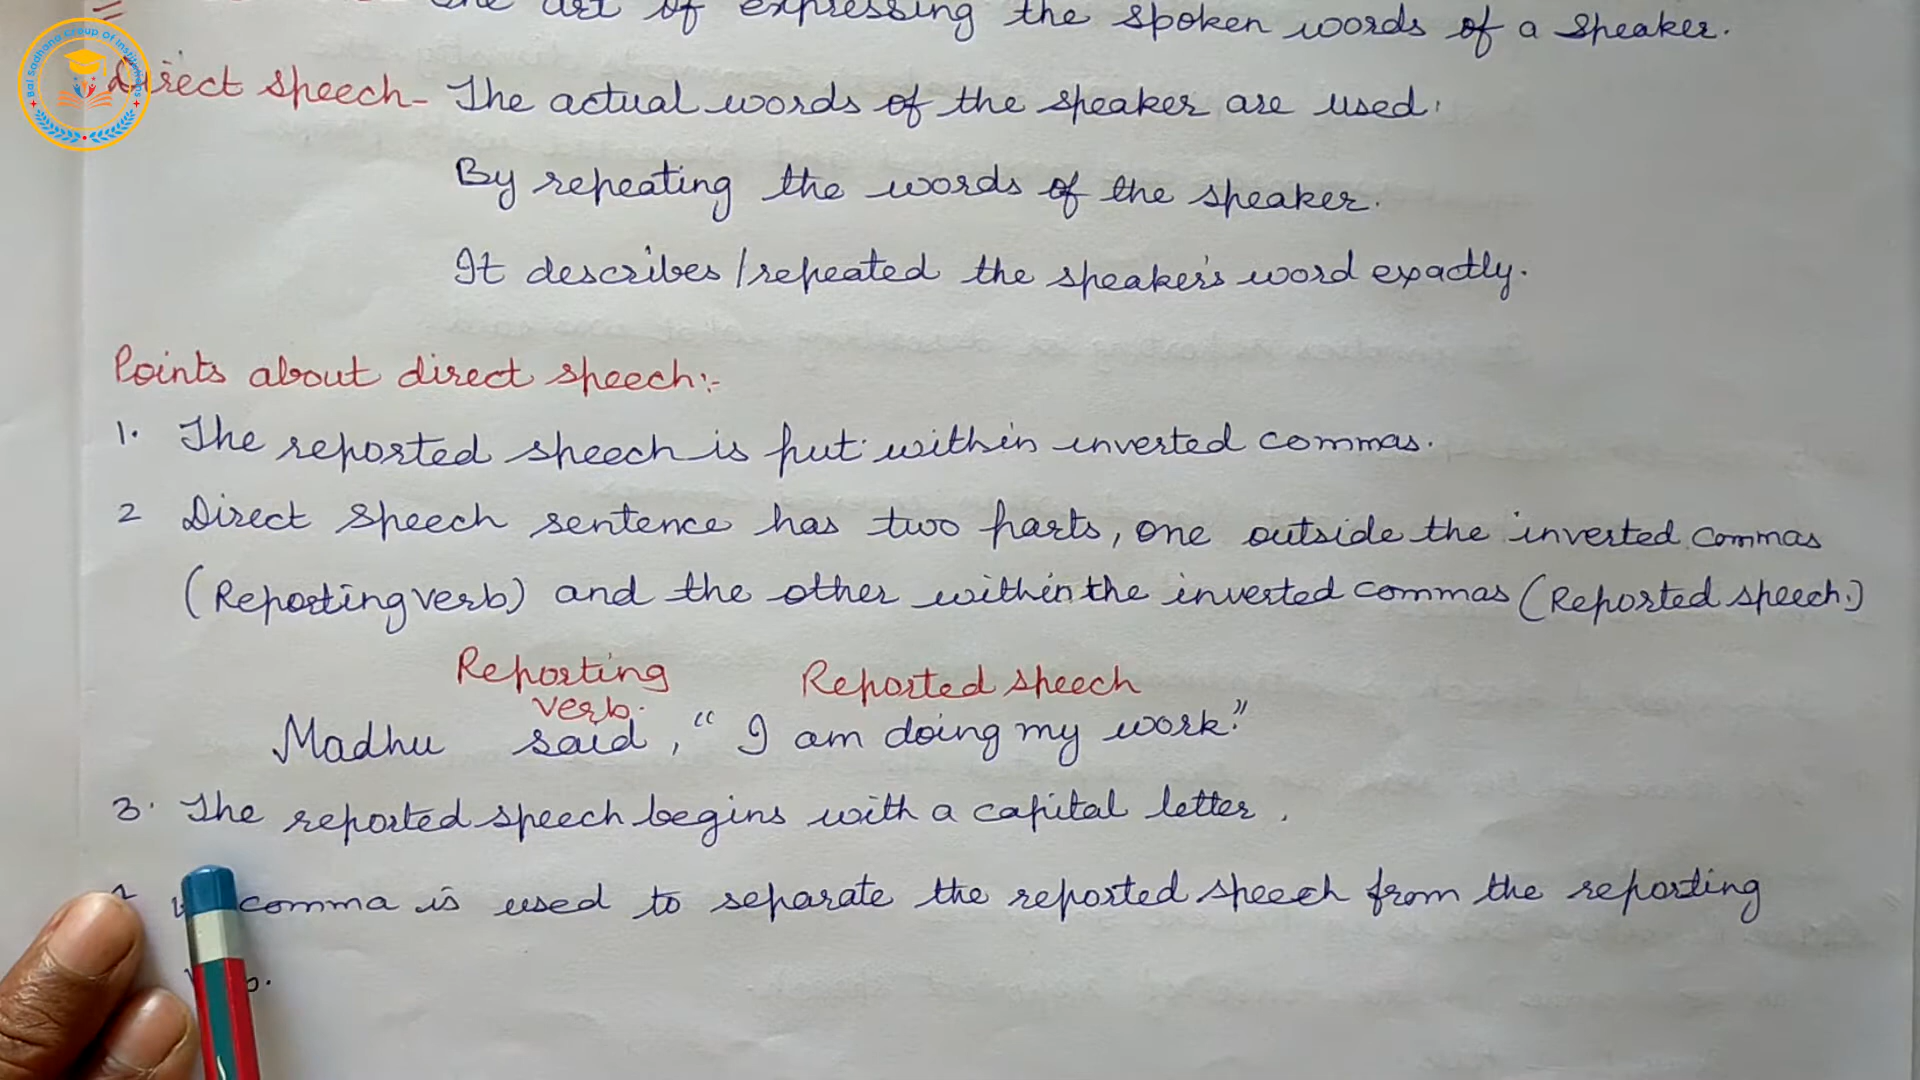 the art of expressing the spoken words of a speaker.
Bal Sadhana Group Of Institutions
Direct speech - The actual words of the speaker are used.
By repeating the words of the speaker.
It describes / repeated the speaker's word exactly.
Points about direct speech:-
1. The reported speech is put within inverted commas.
2 Direct speech sentence has two parts, one outside the inverted commas
(Reporting verb) and the other within the inverted commas (Reported speech.)
Reporting verb. Reported speech
Madhu said, "I am doing my work."
3. The reported speech begins with a capital letter.
comma is used to separate the reported speech from the reporting